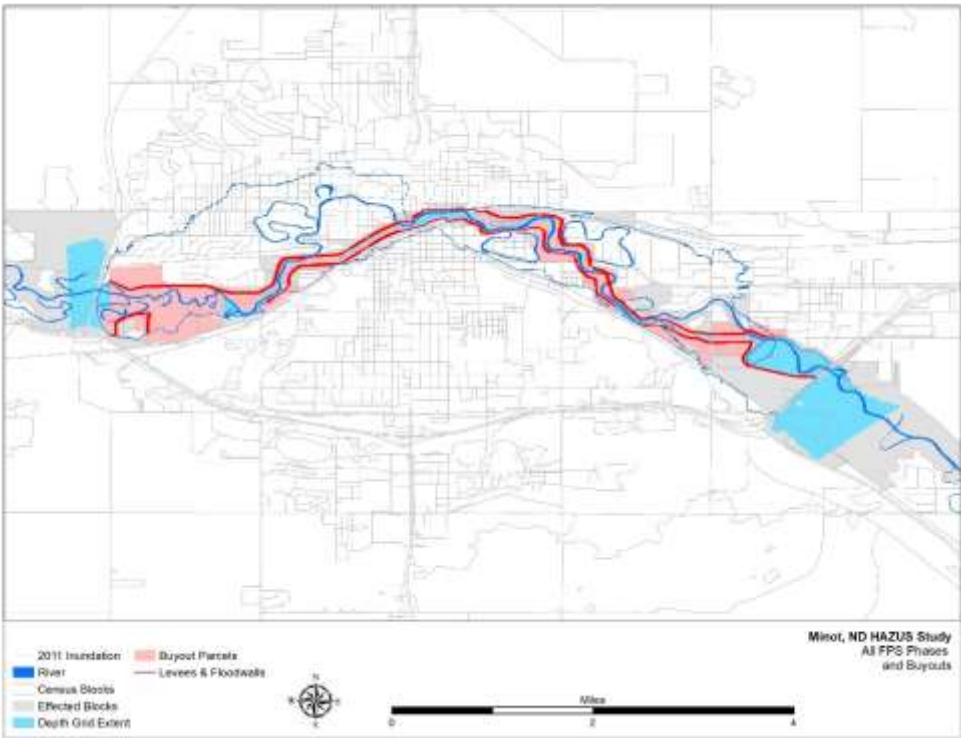 2011 Inundation
River
Census Blocks
Effected Blocks
Depth Grid Extent
Buyout Parcels
Levees & Floodwalls
N
W
E
S
Miles
0
2
4
Minot, ND HAZUS Study
All FPS Phases
and Buyouts